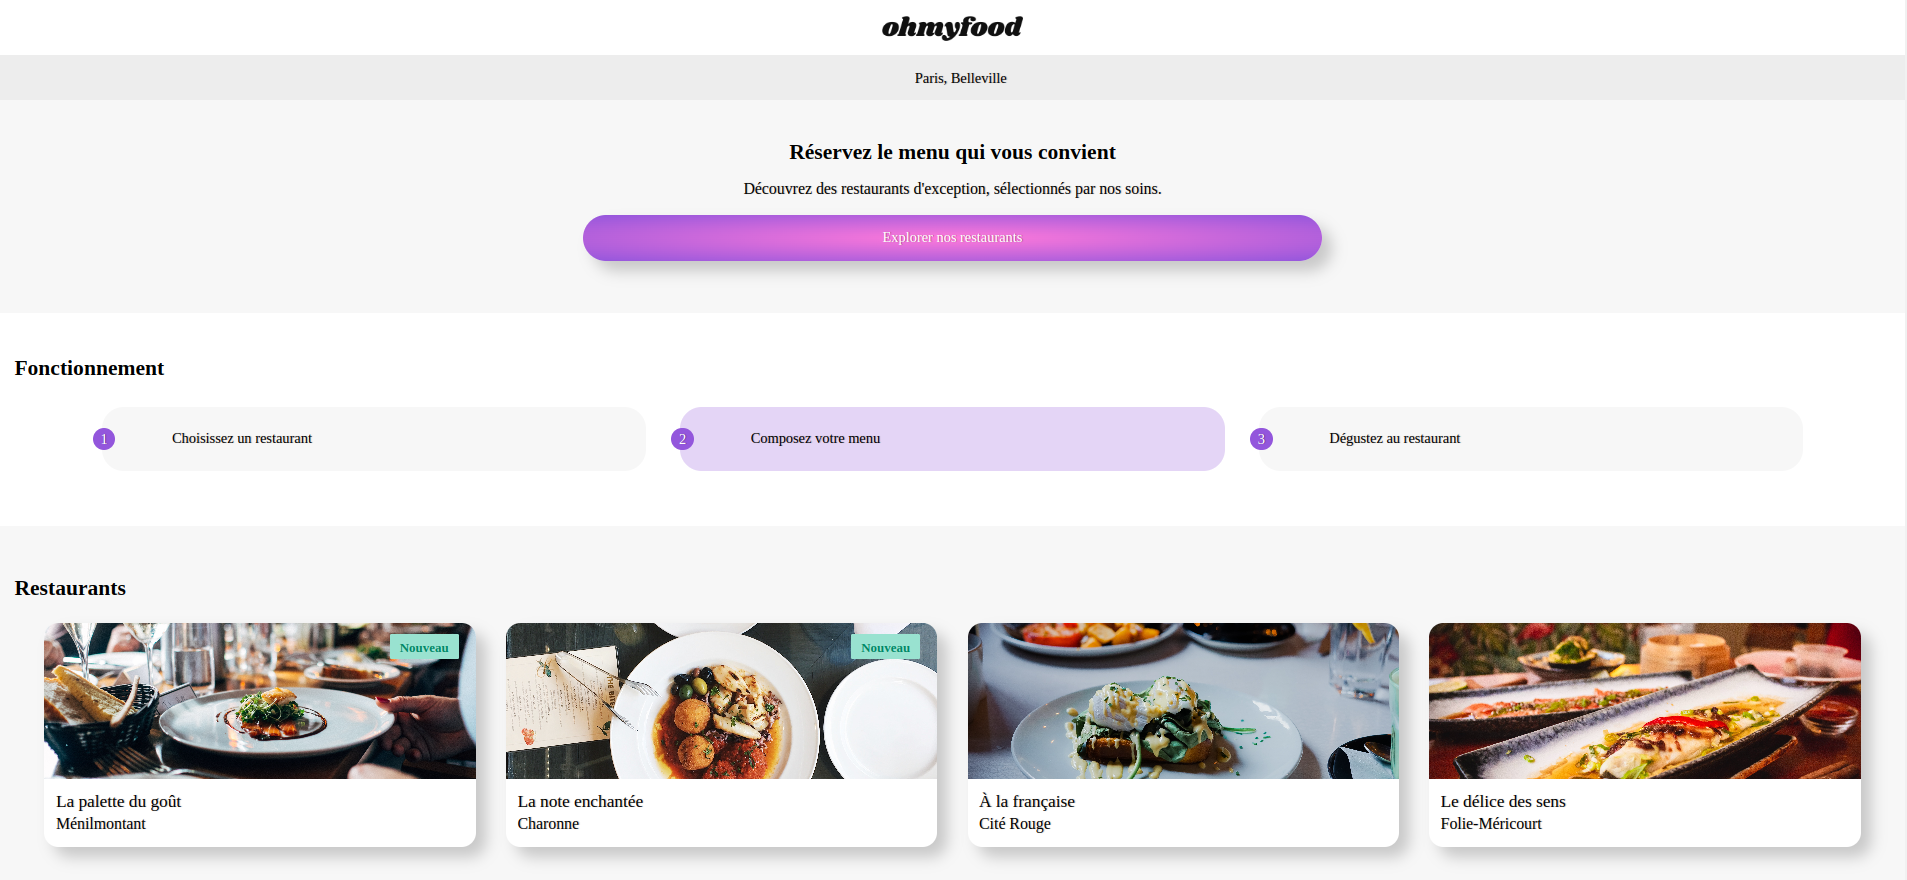 ohmyfood
Paris, Belleville
Réservez le menu qui vous convient
Découvrez des restaurants d'exception, sélectionnés par nos soins.
Explorer nos restaurants
Fonctionnement
1 Choisissez un restaurant
2 Composez votre menu
3 Dégustez au restaurant
Restaurants
Nouveau
La palette du goût
Ménilmontant
Nouveau
La note enchantée
Charonne
À la française
Cité Rouge
Le délice des sens
Folie-Méricourt